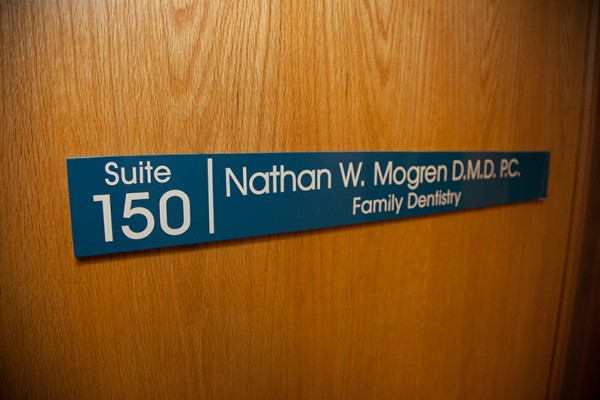 Suite
150
Nathan W. Mogren D.M.D. P.C.
Family Dentistry